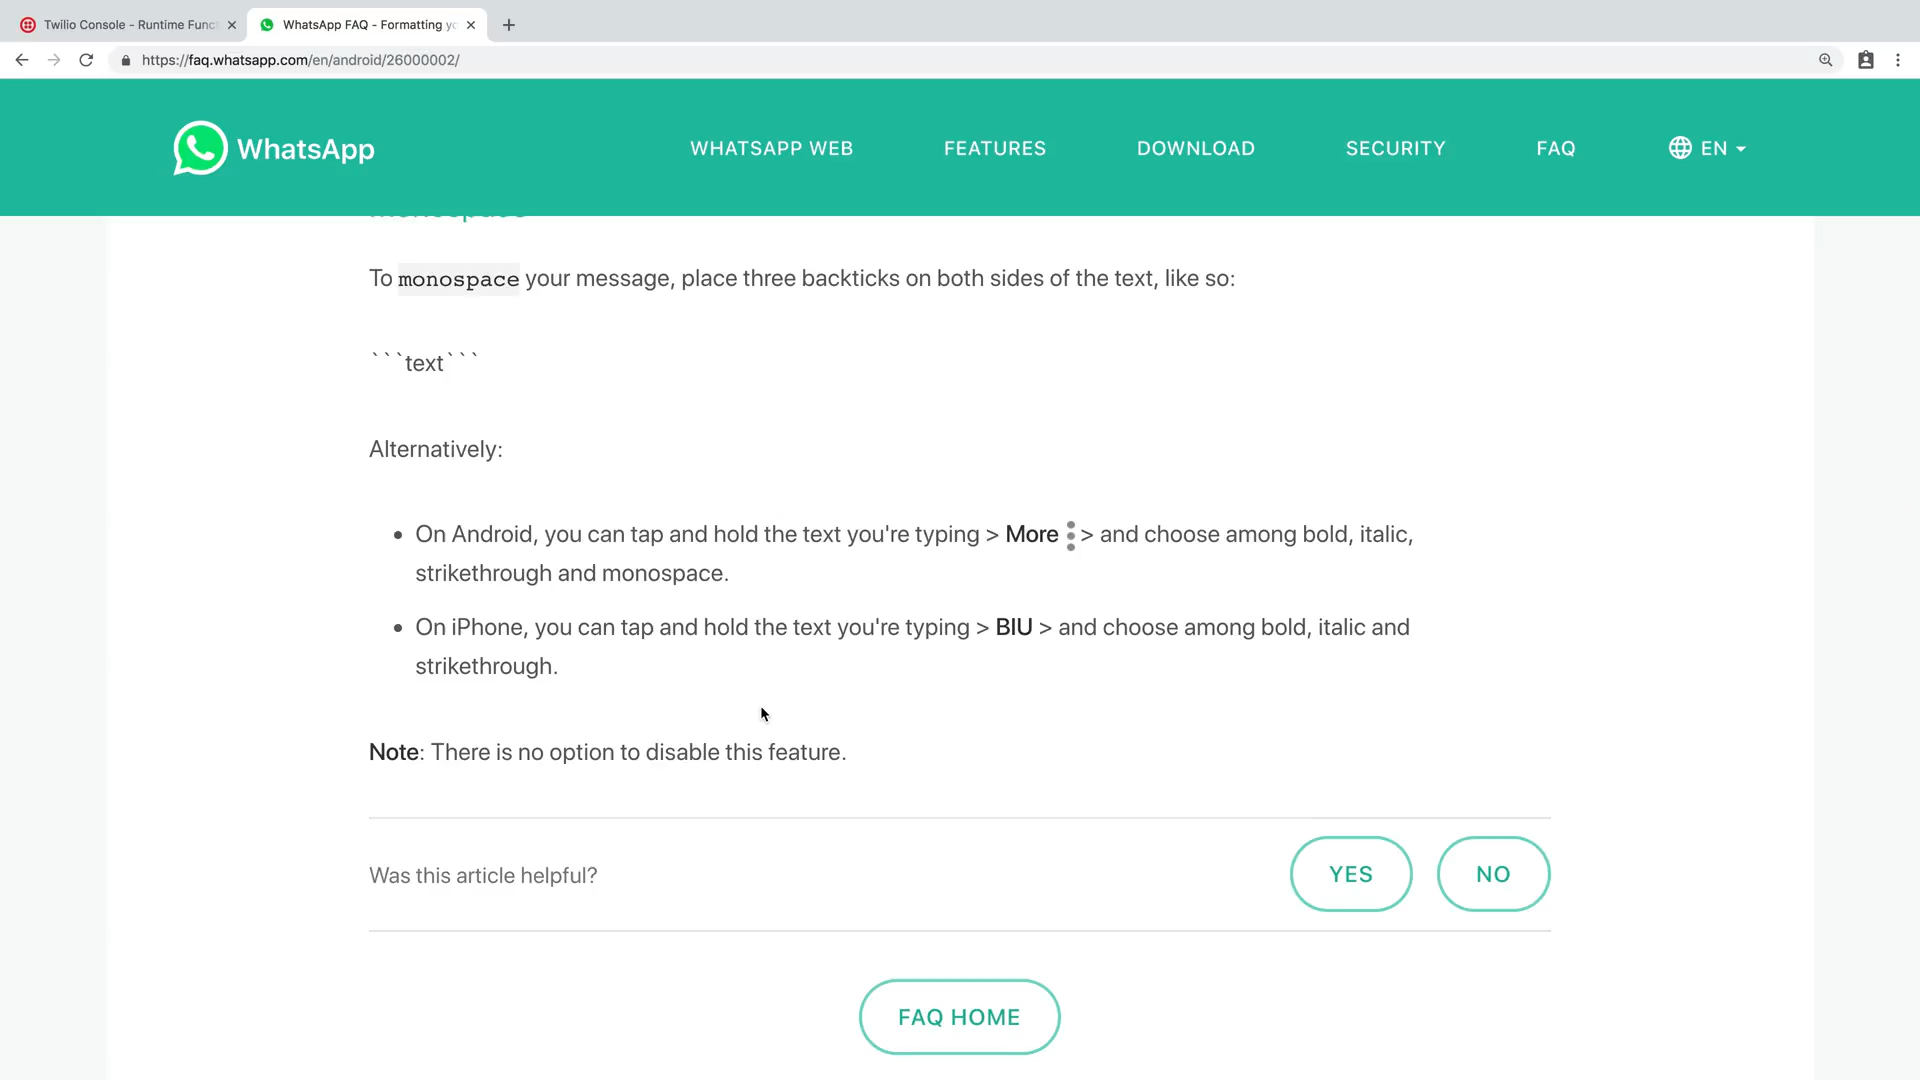 Twilio Console - Runtime Func
WhatsApp FAQ - Formatting yo
https://faq.whatsapp.com/en/android/26000002/
WhatsApp
WHATSAPP WEB
FEATURES
DOWNLOAD
SECURITY
FAQ
EN
To monospace your message, place three backticks on both sides of the text, like so:
```text```
Alternatively:
• On Android, you can tap and hold the text you're typing > More ⋮ > and choose among bold, italic,
strikethrough and monospace.
• On iPhone, you can tap and hold the text you're typing > BIU > and choose among bold, italic and
strikethrough.
Note: There is no option to disable this feature.
Was this article helpful?
YES
NO
FAQ HOME